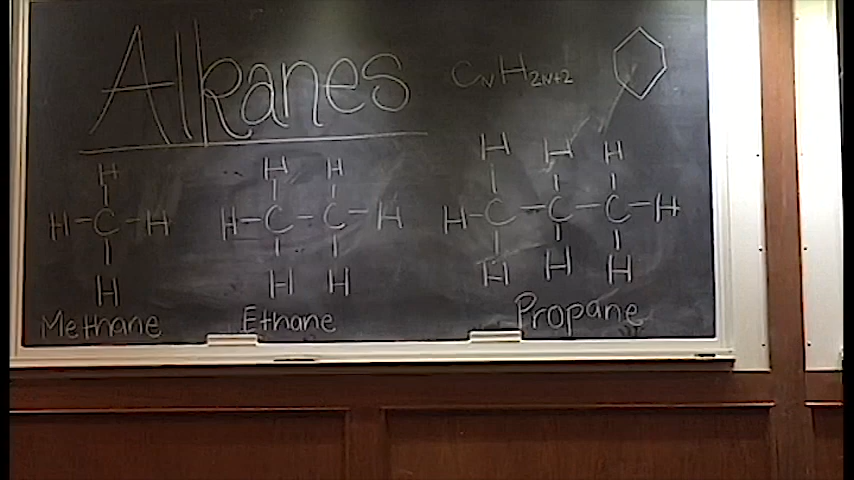 Alkanes
CₙH₂ₙ₊₂
H H H H H H
H-C-H H-C-C-H H-C-C-C-H
H H H H H H
Methane Ethane Propane